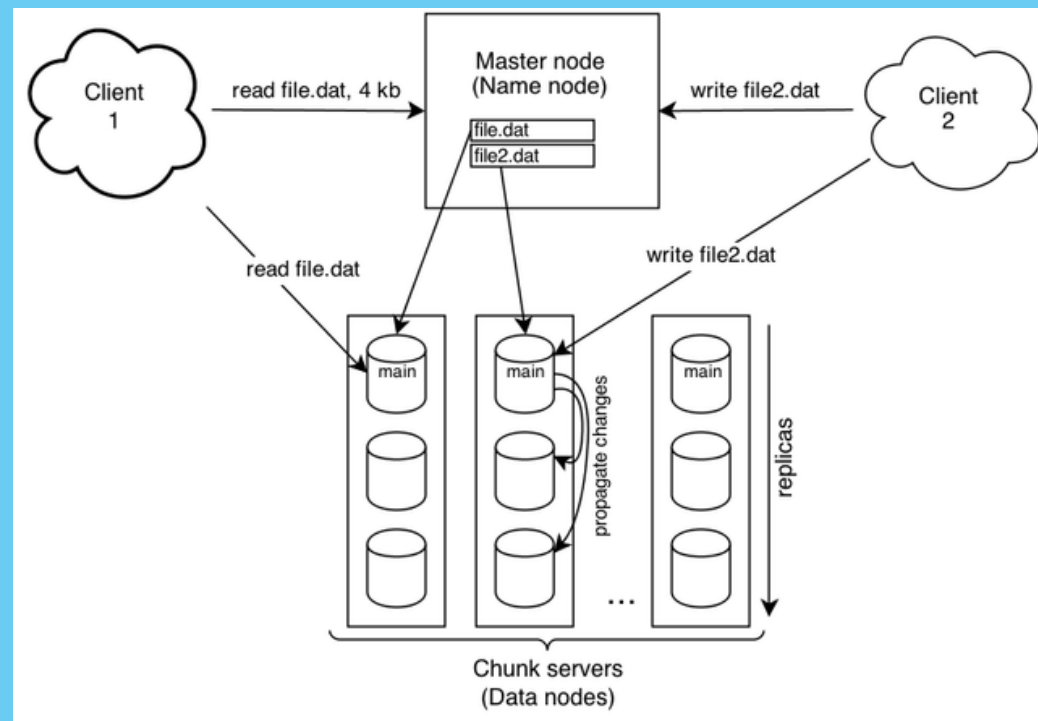 Client
1
read file.dat, 4 kb
Master node
(Name node)
file.dat
file2.dat
write file2.dat
Client
2
read file.dat
write file2.dat
main
main
main
propagate changes
replicas
...
Chunk servers
(Data nodes)